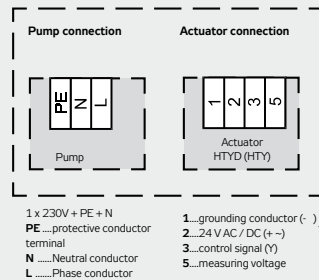 Pump connection
Actuator connection
PE
N
L
1
2
3
5
Pump
Actuator
HTYD (HTY)
1 x 230V + PE + N
PE ....protective conductor
terminal
N .....Neutral conductor
L ......Phase conductor
1....grounding conductor (- )
2....24 V AC / DC (+ ~)
3....control signal (Y)
5....measuring voltage